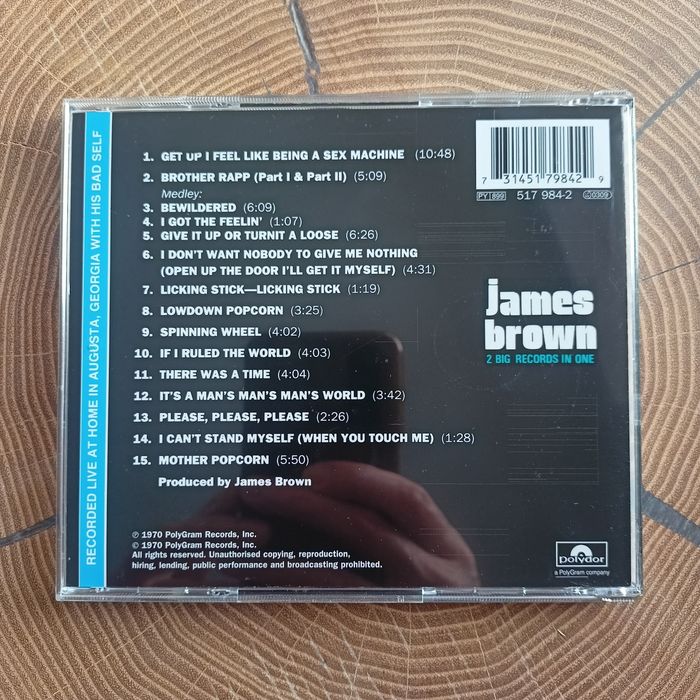 RECORDED LIVE AT HOME IN AUGUSTA, GEORGIA WITH HIS BAD SELF
1. GET UP I FEEL LIKE BEING A SEX MACHINE (10:48)
2. BROTHER RAPP (Part I & Part II) (5:09)
Medley:
3. BEWILDERED (6:09)
4. I GOT THE FEELIN' (1:07)
5. GIVE IT UP OR TURNIT A LOOSE (6:26)
6. I DON'T WANT NOBODY TO GIVE ME NOTHING
(OPEN UP THE DOOR I'LL GET IT MYSELF) (4:31)
7. LICKING STICK—LICKING STICK (1:19)
8. LOWDOWN POPCORN (3:25)
9. SPINNING WHEEL (4:02)
10. IF I RULED THE WORLD (4:03)
11. THERE WAS A TIME (4:04)
12. IT'S A MAN'S MAN'S MAN'S WORLD (3:42)
13. PLEASE, PLEASE, PLEASE (2:26)
14. I CAN'T STAND MYSELF (WHEN YOU TOUCH ME) (1:28)
15. MOTHER POPCORN (5:50)
Produced by James Brown
℗ 1970 PolyGram Records, Inc.
© 1970 PolyGram Records, Inc.
All rights reserved. Unauthorised copying, reproduction,
hiring, lending, public performance and broadcasting prohibited.
7 31451 79842 9
PY 899 517 984-2 0309
james
brown
2 BIG RECORDS IN ONE
polydor
a PolyGram company